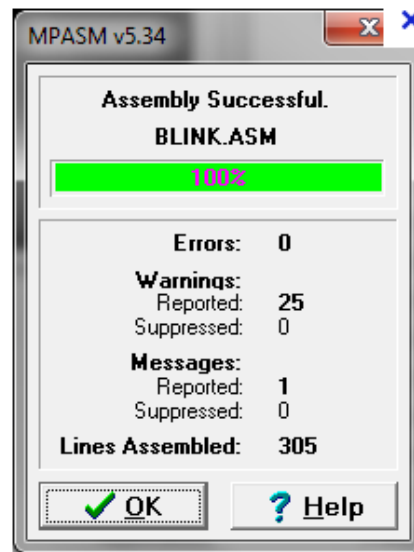 MPASM v5.34
Assembly Successful.
BLINK.ASM
100%
Errors: 0
Warnings:
Reported: 25
Suppressed: 0
Messages:
Reported: 1
Suppressed: 0
Lines Assembled: 305
OK
? Help